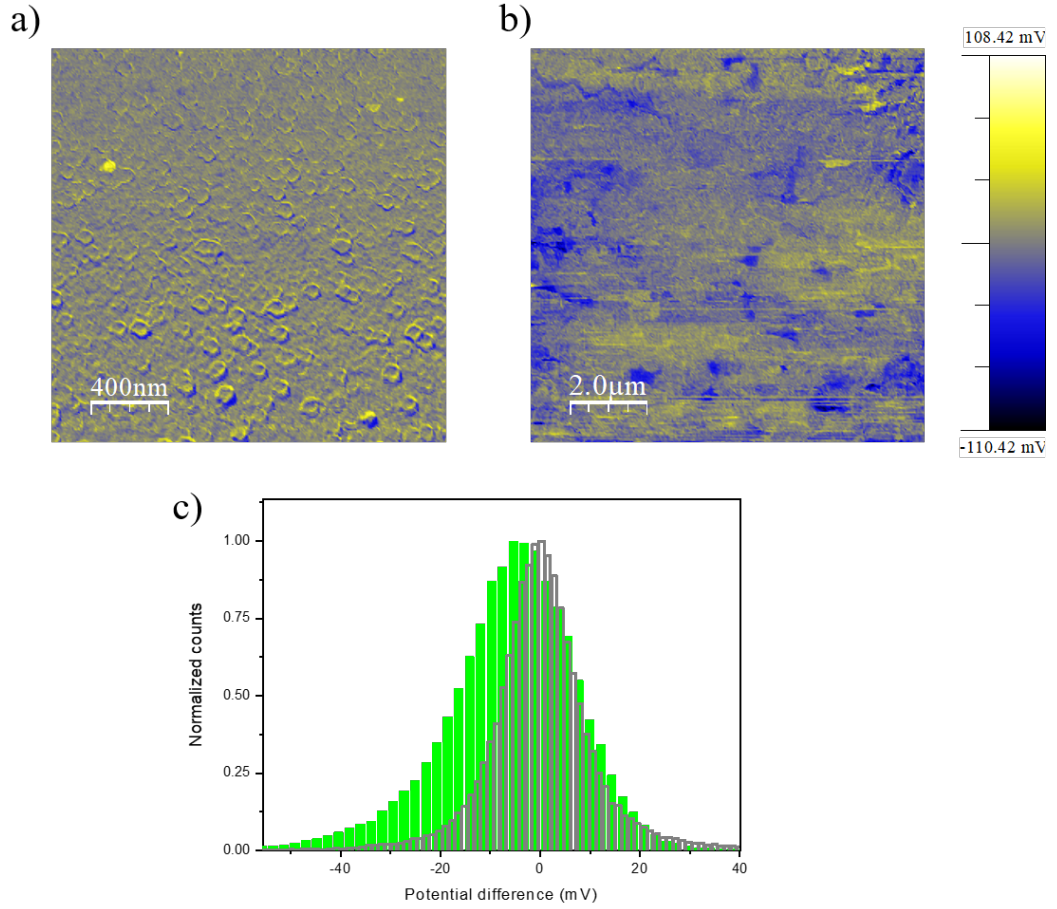 a)
b)
108.42 mV
400nm
2.0μm
-110.42 mV
c)
1.00
0.75
0.50
0.25
0.00
Normalized counts
-40
-20
0
20
40
Potential difference (mV)